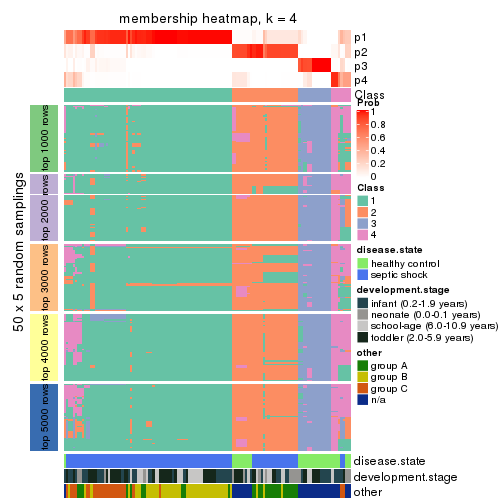 membership heatmap, k = 4
p1
p2
p3
p4
Class
Prob
1
0.8
0.6
0.4
0.2
0
Class
1
2
3
4
disease.state
healthy control
septic shock
development.stage
infant (0.2-1.9 years)
neonate (0.0-0.1 years)
school-age (6.0-10.9 years)
toddler (2.0-5.9 years)
other
group A
group B
group C
n/a
50 x 5 random samplings
top 1000 rows
top 2000 rows
top 3000 rows
top 4000 rows
top 5000 rows
disease.state
development.stage
other